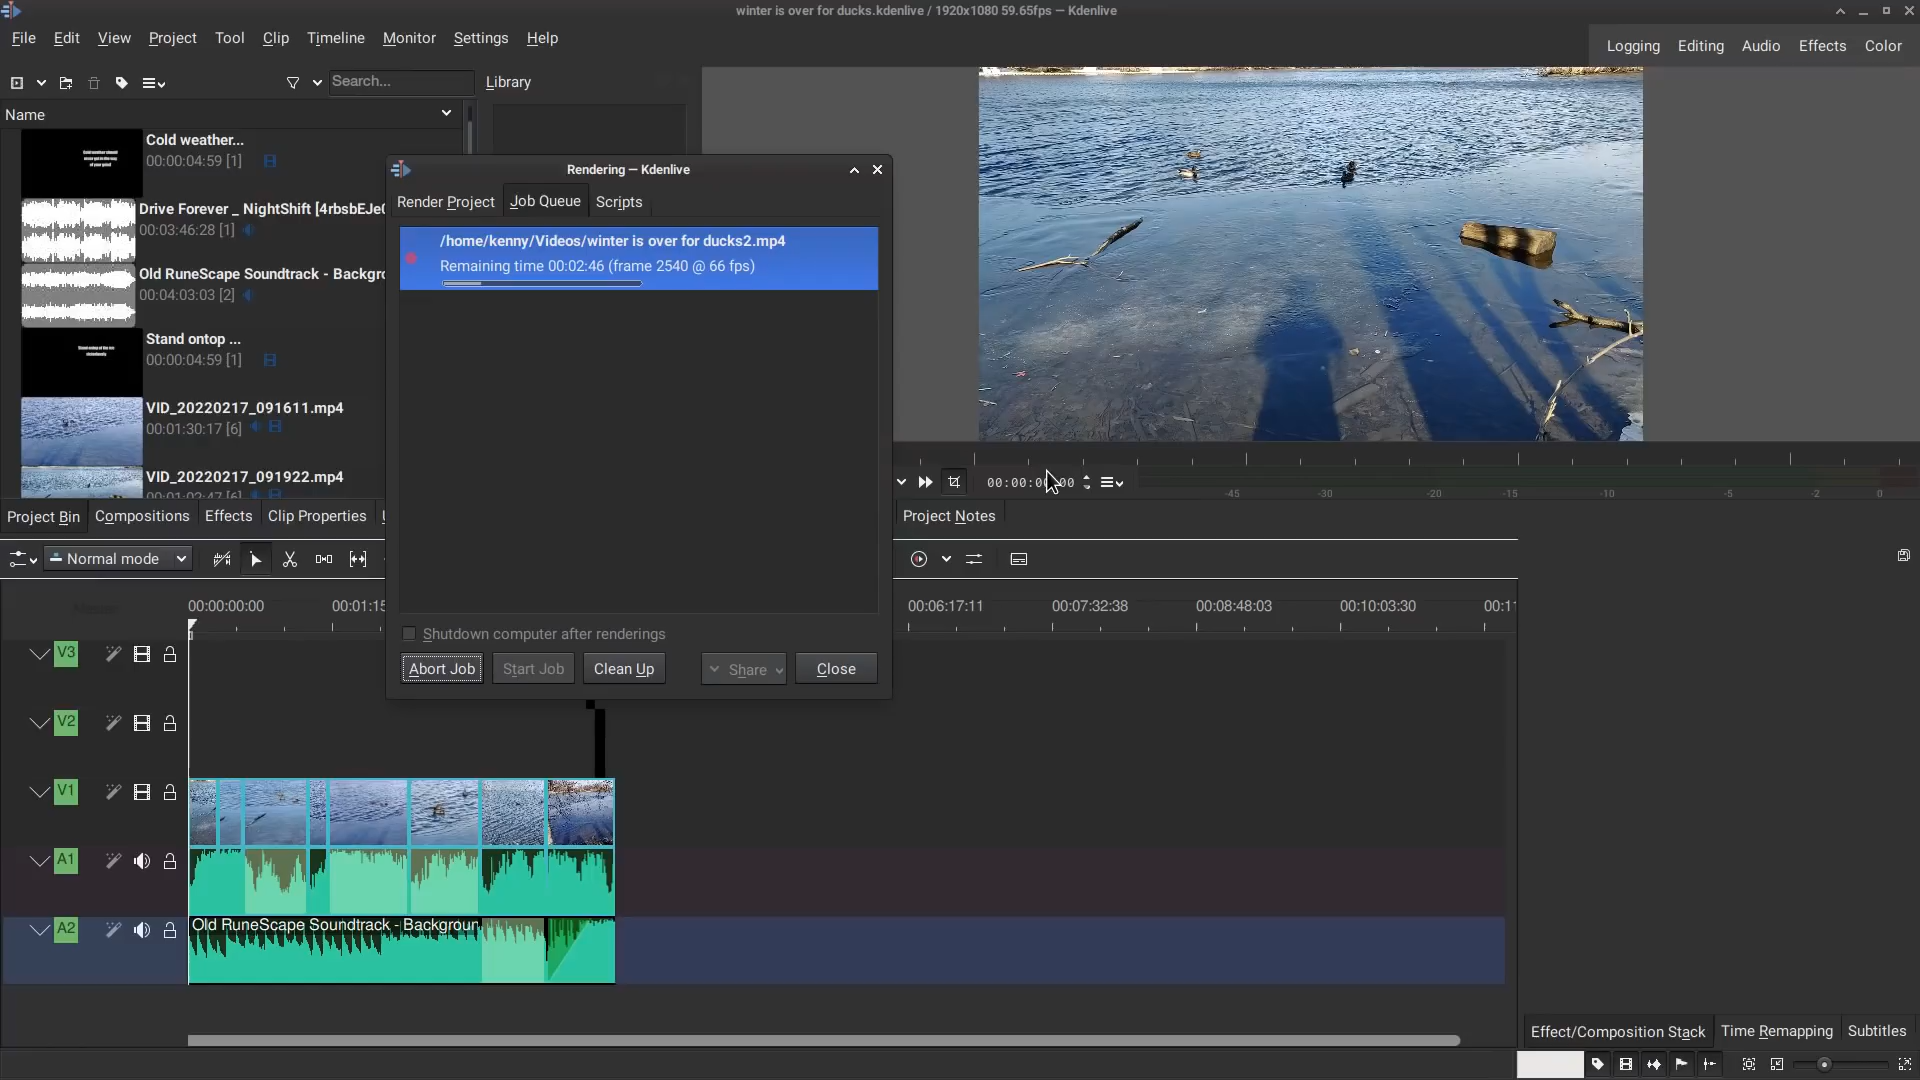 winter is over for ducks.kdenlive / 1920x1080 59.65fps — Kdenlive
File Edit View Project Tool Clip Timeline Monitor Settings Help
Logging Editing Audio Effects Color
Search...
Library
Name
Cold weather...
00:00:04:59 [1]
Drive Forever _ NightShift [4rbsbEJe
00:03:46:28 [1]
Old RuneScape Soundtrack - Backgro
00:04:03:03 [2]
Stand ontop ...
00:00:04:59 [1]
VID_20220217_091611.mp4
00:01:30:17 [6]
VID_20220217_091922.mp4
00:01:02:47 [6]
Rendering — Kdenlive
Render Project Job Queue Scripts
/home/kenny/Videos/winter is over for ducks2.mp4
Remaining time 00:02:46 (frame 2540 @ 66 fps)
Shutdown computer after renderings
Abort Job Start Job Clean Up Share Close
-45 -30 -20 -15 -10 -5 -2 0
Project Bin Compositions Effects Clip Properties
Project Notes
Normal mode
00:00:00:00 00:01:15 00:06:17:11 00:07:32:38 00:08:48:03 00:10:03:30 00:11
V3
V2
V1
A1
A2
Old RuneScape Soundtrack - Backgroun
Effect/Composition Stack Time Remapping Subtitles